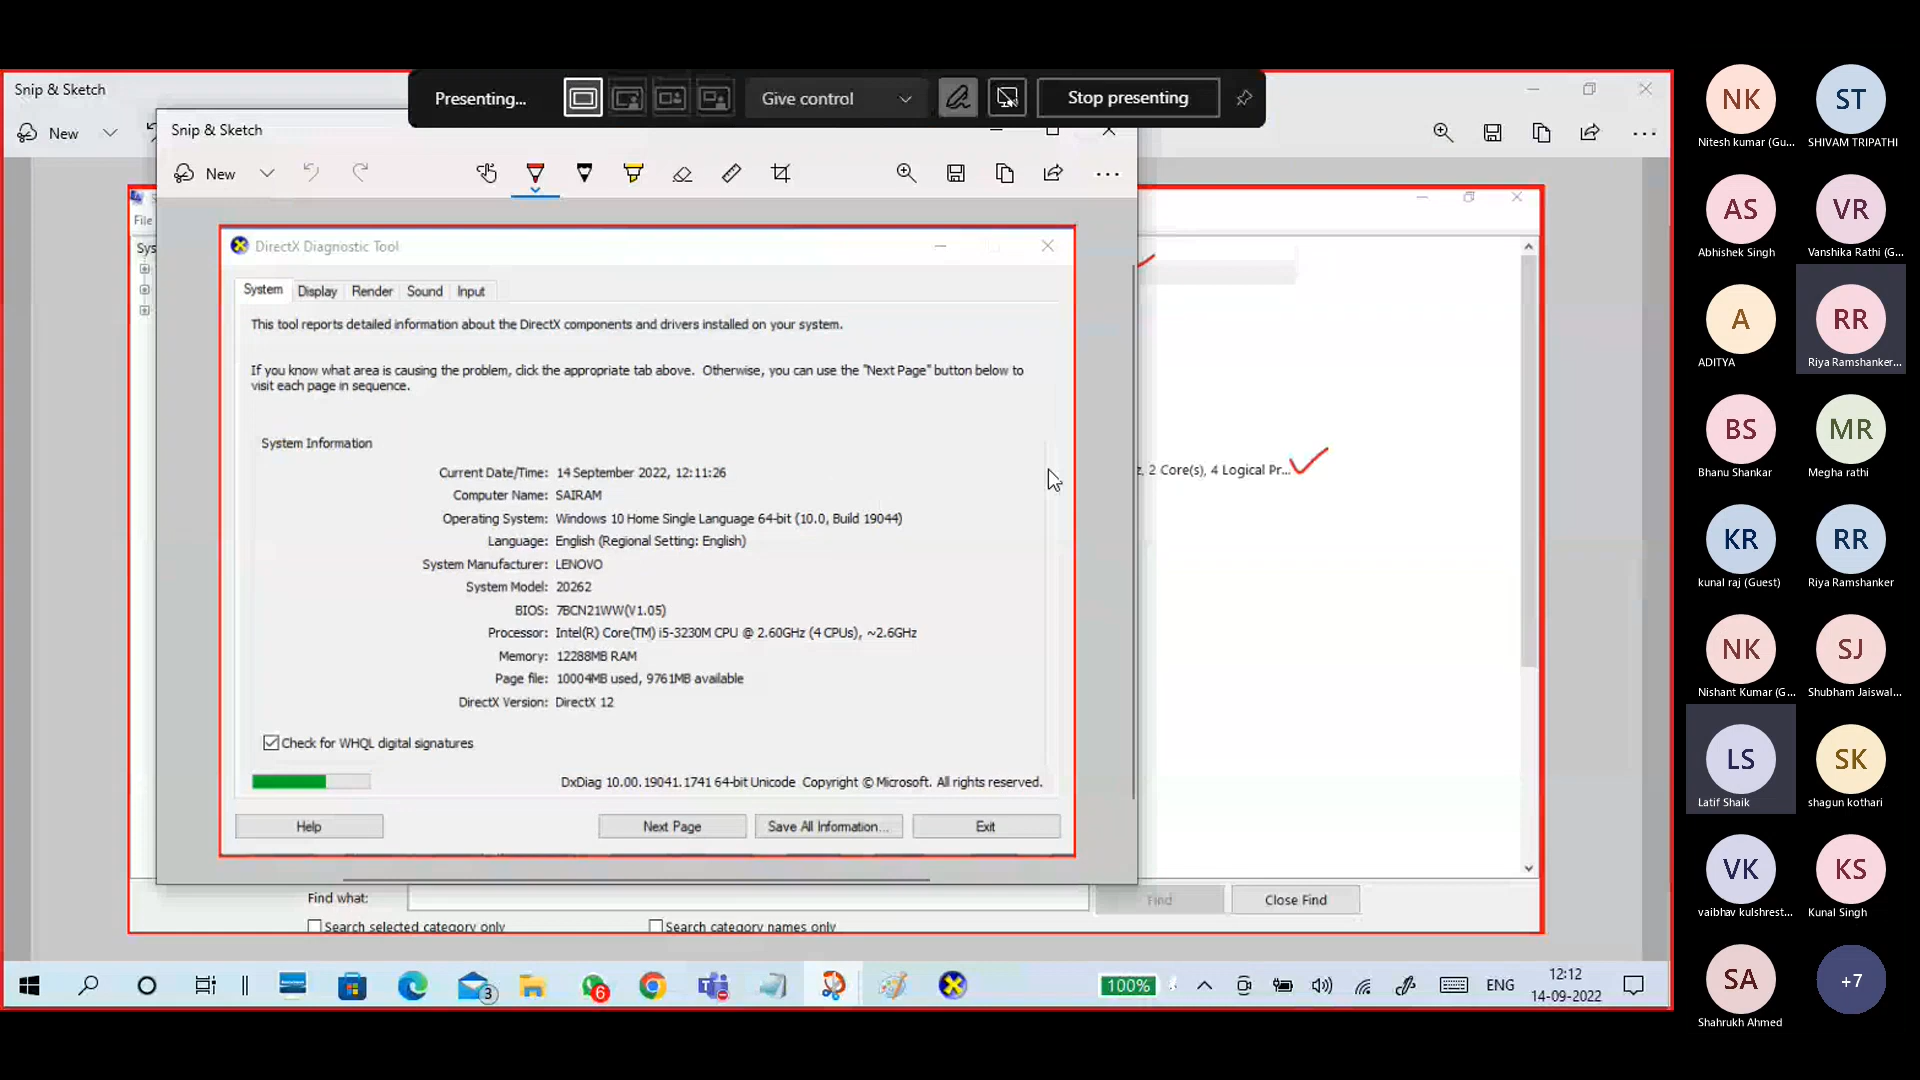 Snip & Sketch
New
Presenting...
Give control
Stop presenting
Snip & Sketch
New
File
Sys
DirectX Diagnostic Tool
System
Display
Render
Sound
Input
This tool reports detailed information about the DirectX components and drivers installed on your system.
If you know what area is causing the problem, click the appropriate tab above. Otherwise, you can use the "Next Page" button below to
visit each page in sequence.
System Information
Current Date/Time: 14 September 2022, 12:11:26
Computer Name: SAIRAM
Operating System: Windows 10 Home Single Language 64-bit (10.0, Build 19044)
Language: English (Regional Setting: English)
System Manufacturer: LENOVO
System Model: 20262
BIOS: 7BCN21WW(V1.05)
Processor: Intel(R) Core(TM) i5-3230M CPU @ 2.60GHz (4 CPUs), ~2.6GHz
Memory: 12288MB RAM
Page file: 10004MB used, 9761MB available
DirectX Version: DirectX 12
Check for WHQL digital signatures
DxDiag 10.00.19041.1741 64-bit Unicode Copyright © Microsoft. All rights reserved.
Help
Next Page
Save All Information...
Exit
z, 2 Core(s), 4 Logical Pr...
Find what:
Find
Close Find
Search selected category only
Search category names only
3
6
100%
ENG
12:12
14-09-2022
NK
Nitesh kumar (Gu...
ST
SHIVAM TRIPATHI
AS
Abhishek Singh
VR
Vanshika Rathi (G...
A
ADITYA
RR
Riya Ramshanker...
BS
Bhanu Shankar
MR
Megha rathi
KR
kunal raj (Guest)
RR
Riya Ramshanker
NK
Nishant Kumar (G...
SJ
Shubham Jaiswal...
LS
Latif Shaik
SK
shagun kothari
VK
vaibhav kulshrest...
KS
Kunal Singh
SA
Shahrukh Ahmed
+7